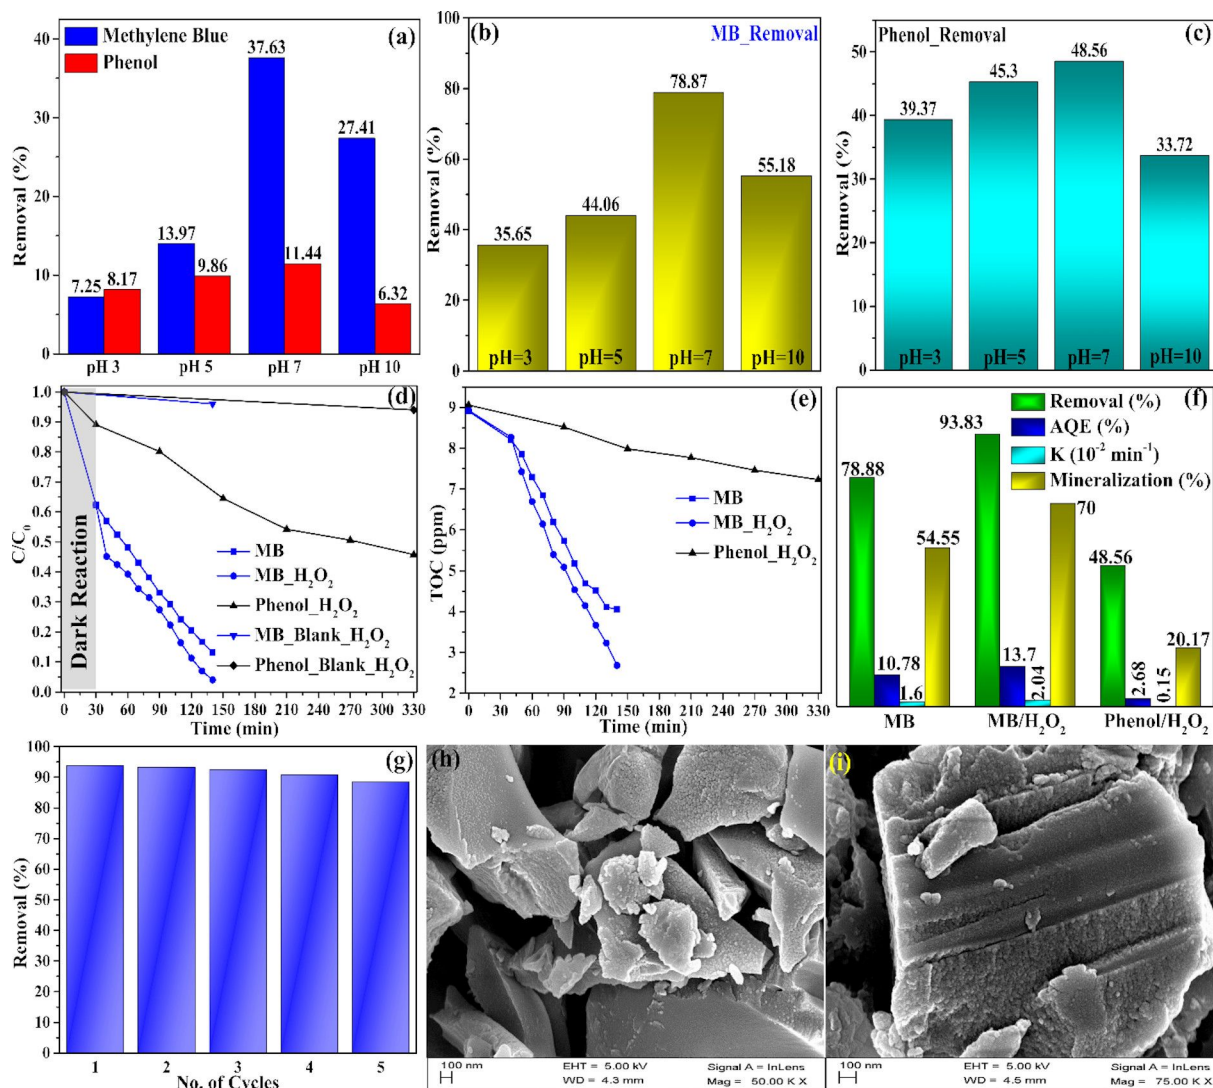 (a)
Methylene Blue
Phenol
Removal (%)
40
30
20
10
0
7.25
8.17
13.97
9.86
37.63
11.44
27.41
6.32
pH 3
pH 5
pH 7
pH 10
(b)
MB_Removal
Removal (%)
100
80
60
40
20
0
35.65
44.06
78.87
55.18
pH=3
pH=5
pH=7
pH=10
Phenol_Removal
(c)
Removal (%)
50
40
30
20
10
0
39.37
45.3
48.56
33.72
pH=3
pH=5
pH=7
pH=10
(d)
C/C₀
1.0
0.9
0.8
0.7
0.6
0.5
0.4
0.3
0.2
0.1
0.0
Dark Reaction
MB
MB_H₂O₂
Phenol_H₂O₂
MB_Blank_H₂O₂
Phenol_Blank_H₂O₂
0 30 60 90 120 150 180 210 240 270 300 330
Time (min)
(e)
TOC (ppm)
9
8
7
6
5
4
3
2
MB
MB_H₂O₂
Phenol_H₂O₂
0 30 60 90 120 150 180 210 240 270 300 330
Time (min)
(f)
Removal (%)
AQE (%)
K (10⁻² min⁻¹)
Mineralization (%)
78.88
10.78
1.6
54.55
93.83
13.7
2.04
70
48.56
2.68
0.15
20.17
MB
MB/H₂O₂
Phenol/H₂O₂
(g)
Removal (%)
100
90
80
70
60
50
40
30
20
10
0
1 2 3 4 5
No. of Cycles
(h)
100 nm
EHT = 5.00 kV
WD = 4.3 mm
Signal A = InLens
Mag = 50.00 K X
(i)
100 nm
EHT = 5.00 kV
WD = 4.5 mm
Signal A = InLens
Mag = 75.00 K X